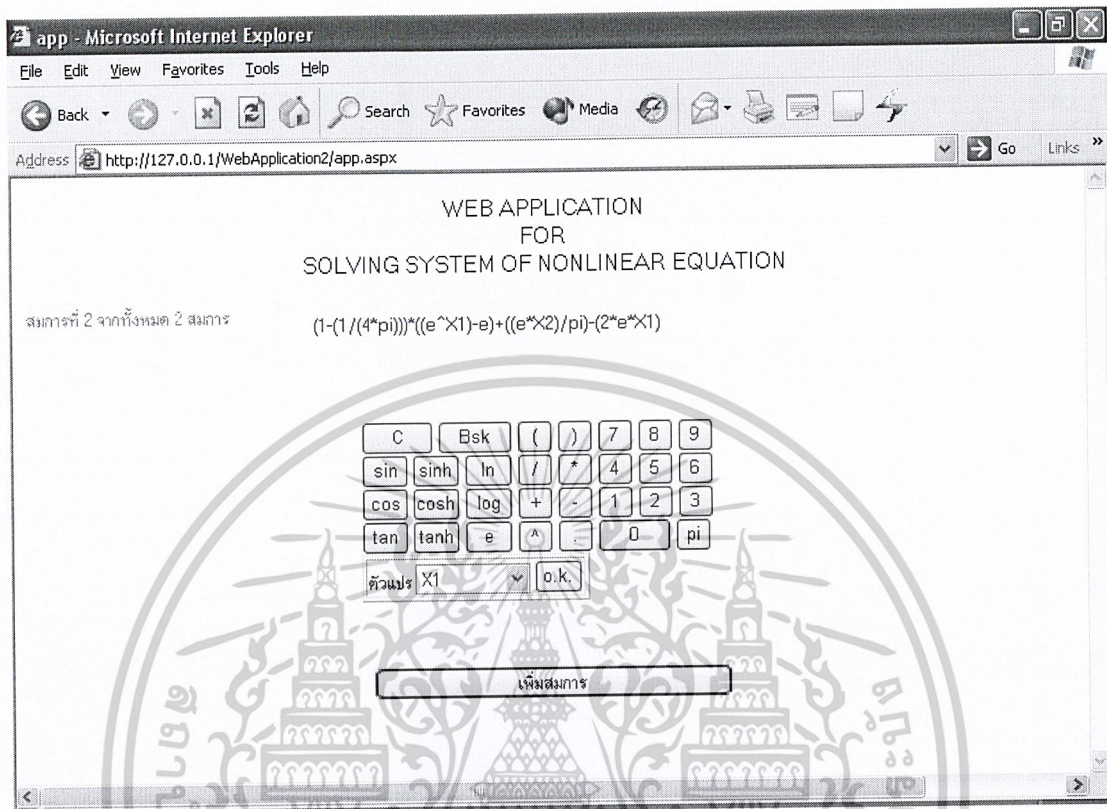 app - Microsoft Internet Explorer
File Edit View Favorites Tools Help
Back Search Favorites Media
Address http://127.0.0.1/WebApplication2/app.aspx Go Links »
WEB APPLICATION
FOR
SOLVING SYSTEM OF NONLINEAR EQUATION
สมการที่ 2 จากทั้งหมด 2 สมการ (1-(1/(4*pi)))*((e^X1)-e)+((e*X2)/pi)-(2*e*X1)
C Bsk ( ) 7 8 9
sin sinh ln / * 4 5 6
cos cosh log + - 1 2 3
tan tanh e ^ . 0 pi
ตัวแปร X1 o.k.
เพิ่มสมการ